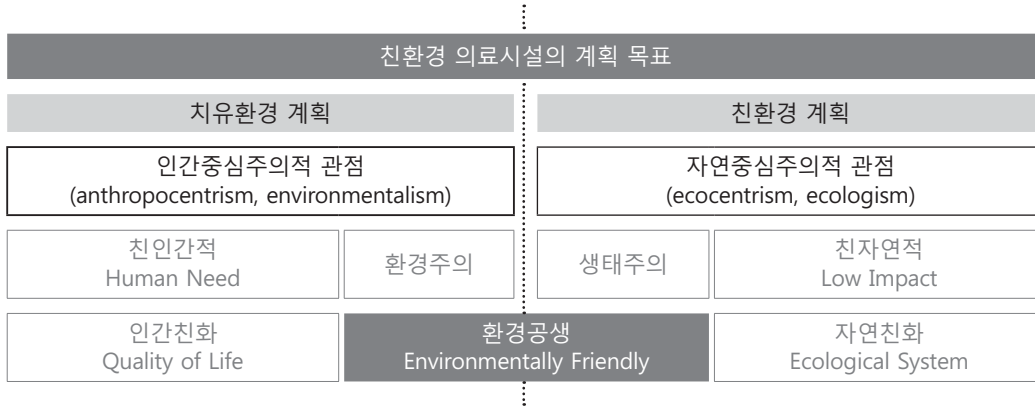 친환경 의료시설의 계획 목표
치유환경 계획
친환경 계획
인간중심주의적 관점
(anthropocentrism, environmentalism)
자연중심주의적 관점
(ecocentrism, ecologism)
친인간적
Human Need
환경주의
생태주의
친자연적
Low Impact
인간친화
Quality of Life
환경공생
Environmentally Friendly
자연친화
Ecological System